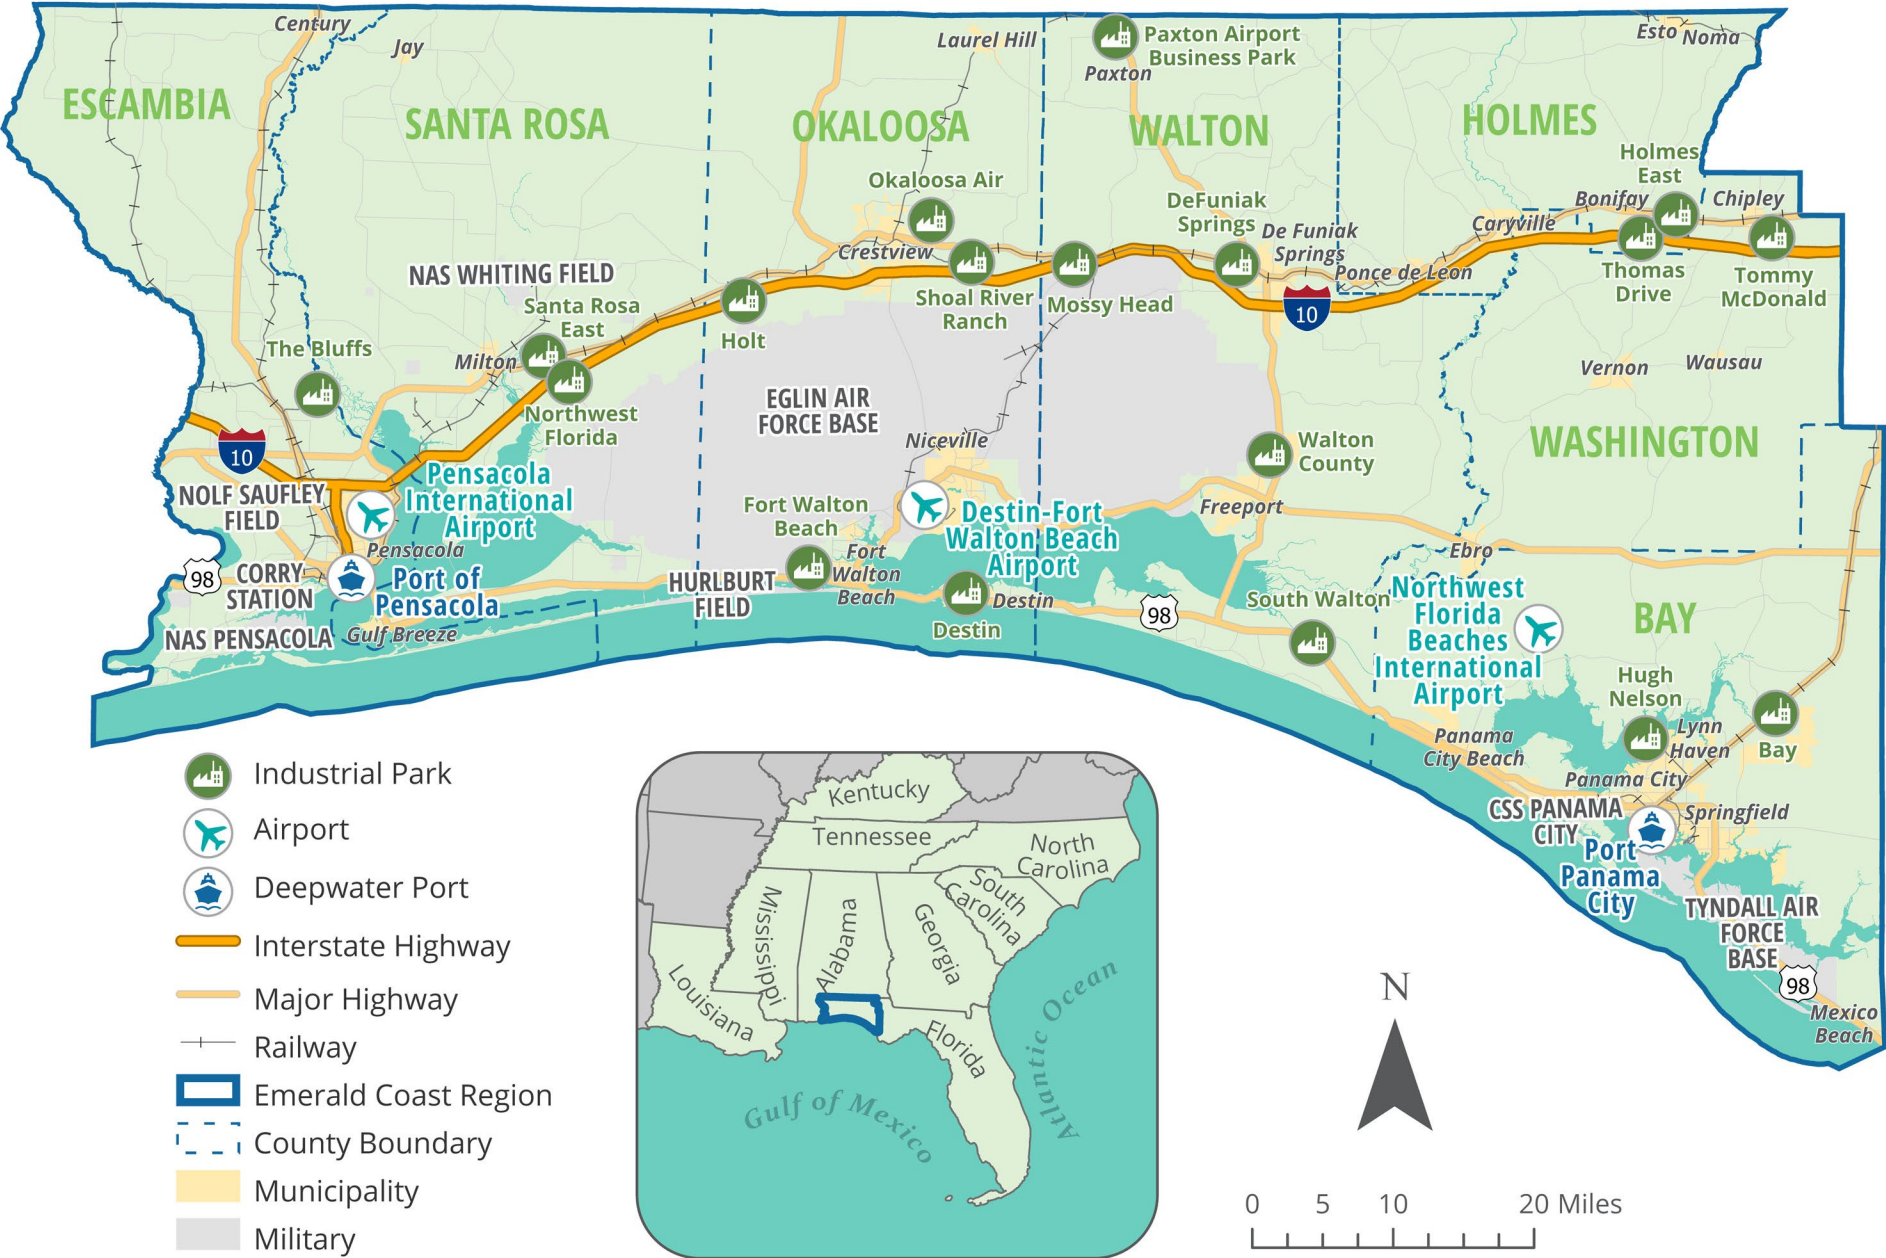 Century
Jay
Laurel Hill
Paxton Airport
Business Park
Paxton
Esto
Noma
ESCAMBIA
SANTA ROSA
OKALOOSA
WALTON
HOLMES
Holmes
East
Okaloosa Air
DeFuniak
Springs
Bonifay
Chipley
Caryville
De Funiak
Springs
Crestview
NAS WHITING FIELD
Ponce de Leon
Thomas
Drive
Tommy
McDonald
Santa Rosa
East
Shoal River
Ranch
Mossy Head
10
Holt
The Bluffs
Milton
Vernon
Wausau
EGLIN AIR
FORCE BASE
Northwest
Florida
Niceville
Walton
County
WASHINGTON
10
Pensacola
International
Airport
NOLF SAUFLEY
FIELD
Fort Walton
Beach
Destin-Fort
Walton Beach
Airport
Freeport
Pensacola
Fort
Walton
Beach
Ebro
98
CORRY
STATION
Port of
Pensacola
HURLBURT
FIELD
Destin
Destin
98
South Walton
Northwest
Florida
Beaches
International
Airport
BAY
NAS PENSACOLA
Gulf Breeze
Hugh
Nelson
Lynn
Haven
Bay
Panama
City Beach
Panama City
CSS PANAMA
CITY
Springfield
Port
Panama
City
TYNDALL AIR
FORCE
BASE
98
Mexico
Beach
Industrial Park
Airport
Deepwater Port
Interstate Highway
Major Highway
Railway
Emerald Coast Region
County Boundary
Municipality
Military
Kentucky
Tennessee
North
Carolina
South
Carolina
Mississippi
Alabama
Georgia
Louisiana
Florida
Gulf of Mexico
Atlantic Ocean
N
0 5 10 20 Miles